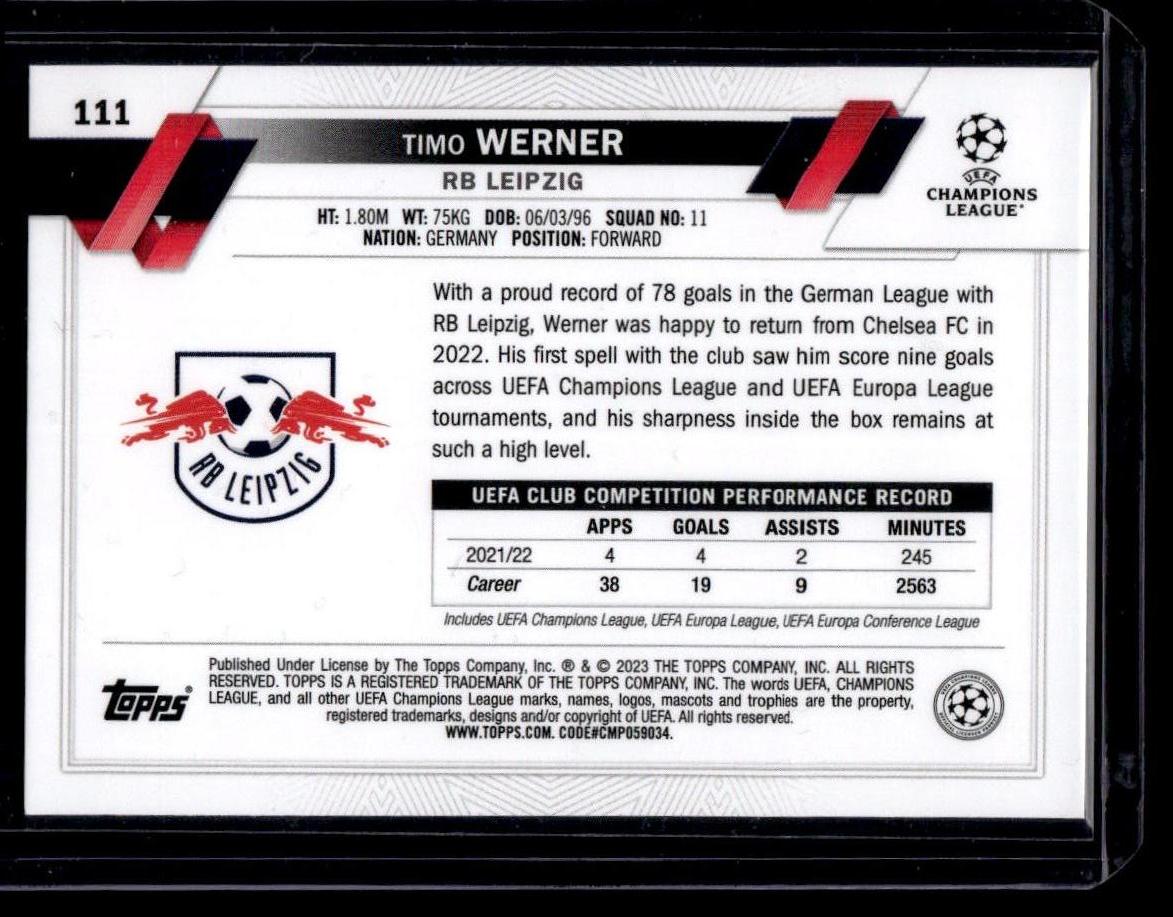 111
TIMO WERNER
RB LEIPZIG
UEFA
CHAMPIONS
LEAGUE®
HT: 1.80M WT: 75KG DOB: 06/03/96 SQUAD NO: 11
NATION: GERMANY POSITION: FORWARD
With a proud record of 78 goals in the German League with
RB Leipzig, Werner was happy to return from Chelsea FC in
2022. His first spell with the club saw him score nine goals
across UEFA Champions League and UEFA Europa League
tournaments, and his sharpness inside the box remains at
such a high level.
RB LEIPZIG
UEFA CLUB COMPETITION PERFORMANCE RECORD
APPS GOALS ASSISTS MINUTES
2021/22 4 4 2 245
Career 38 19 9 2563
Includes UEFA Champions League, UEFA Europa League, UEFA Europa Conference League
Published Under License by The Topps Company, Inc. ® & © 2023 THE TOPPS COMPANY, INC. ALL RIGHTS
RESERVED. TOPPS IS A REGISTERED TRADEMARK OF THE TOPPS COMPANY, INC. The words UEFA, CHAMPIONS
LEAGUE, and all other UEFA Champions League marks, names, logos, mascots and trophies are the property,
registered trademarks, designs and/or copyright of UEFA. All rights reserved.
WWW.TOPPS.COM. CODE#CMP059034.
Topps®